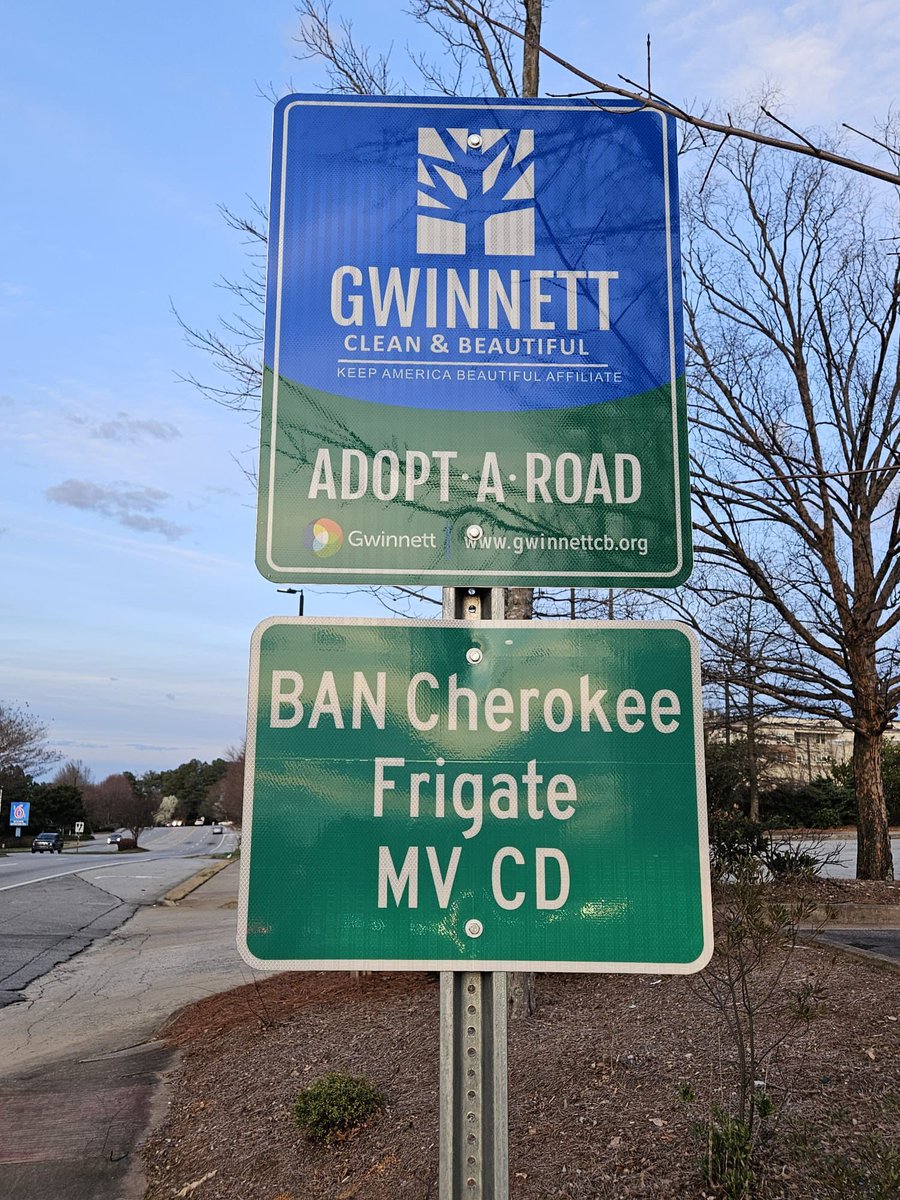 GWINNETT
CLEAN & BEAUTIFUL
KEEP AMERICA BEAUTIFUL AFFILIATE
ADOPT·A·ROAD
Gwinnett | www.gwinnettcb.org
BAN Cherokee
Frigate
MV CD